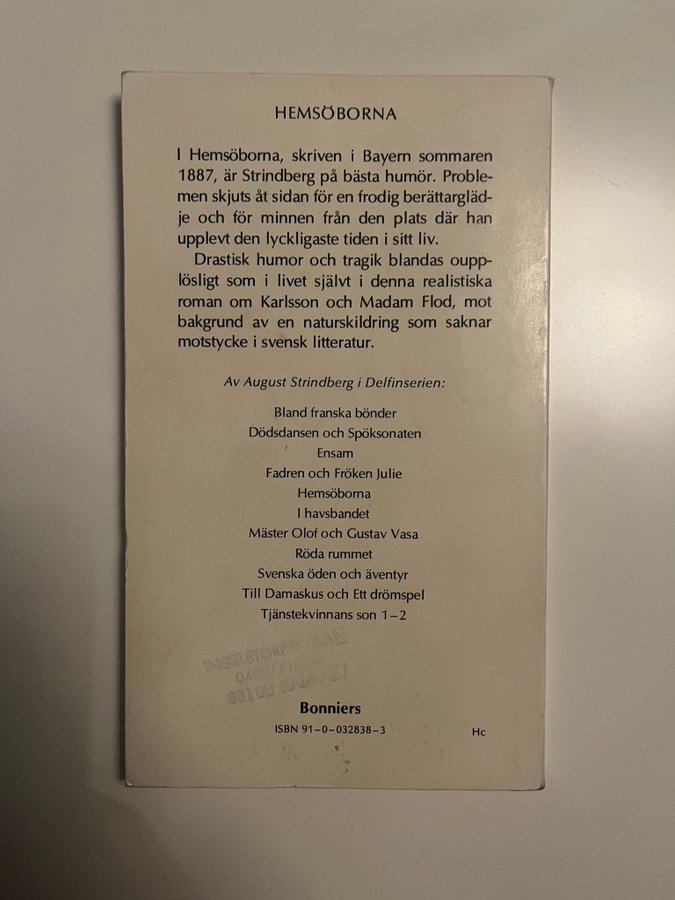 HEMSÖBORNA
I Hemsöborna, skriven i Bayern sommaren
1887, är Strindberg på bästa humör. Proble-
men skjuts åt sidan för en frodig berättargläd-
je och för minnen från den plats där han
upplevt den lyckligaste tiden i sitt liv.
Drastisk humor och tragik blandas oupp-
lösligt som i livet självt i denna realistiska
roman om Karlsson och Madam Flod, mot
bakgrund av en naturskildring som saknar
motstycke i svensk litteratur.
Av August Strindberg i Delfinserien:
Bland franska bönder
Dödsdansen och Spöksonaten
Ensam
Fadren och Fröken Julie
Hemsöborna
I havsbandet
Mäster Olof och Gustav Vasa
Röda rummet
Svenska öden och äventyr
Till Damaskus och Ett drömspel
Tjänstekvinnans son 1–2
Bonniers
ISBN 91–0–032838–3
Hc